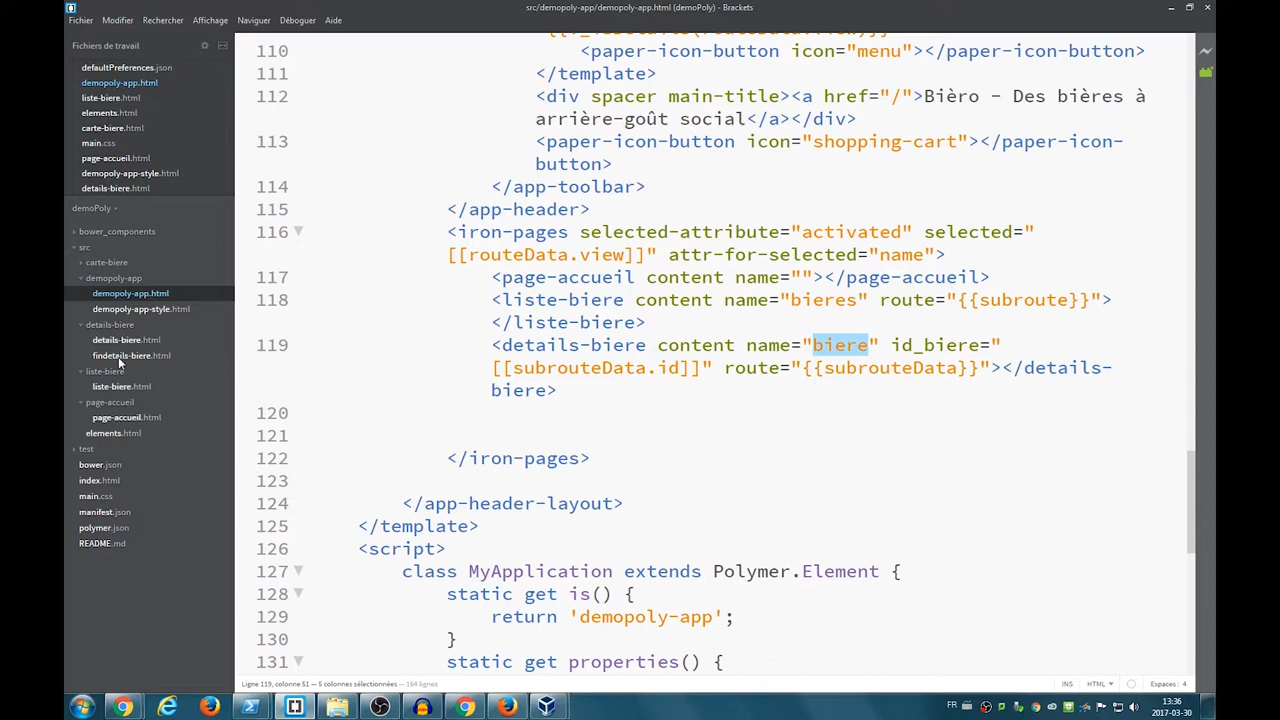 src/demopoly-app/demopoly-app.html (demoPoly) - Brackets
Fichier Modifier Rechercher Affichage Naviguer Déboguer Aide
Fichiers de travail
defaultPreferences.json
demopoly-app.html
liste-biere.html
elements.html
carte-biere.html
main.css
page-accueil.html
demopoly-app-style.html
details-biere.html
demoPoly
bower_components
src
carte-biere
demopoly-app
demopoly-app.html
demopoly-app-style.html
details-biere
details-biere.html
findetails-biere.html
liste-biere
liste-biere.html
page-accueil
page-accueil.html
elements.html
test
bower.json
index.html
main.css
manifest.json
polymer.json
README.md
110 <paper-icon-button icon="menu"></paper-icon-button>
111 </template>
112 <div spacer main-title><a href="/">Bièro - Des bières à
arrière-goût social</a></div>
113 <paper-icon-button icon="shopping-cart"></paper-icon-
button>
114 </app-toolbar>
115 </app-header>
116 <iron-pages selected-attribute="activated" selected="
[[routeData.view]]" attr-for-selected="name">
117 <page-accueil content name=""></page-accueil>
118 <liste-biere content name="bieres" route="{{subroute}}">
</liste-biere>
119 <details-biere content name="biere" id_biere="
[[subrouteData.id]]" route="{{subrouteData}}"></details-
biere>
120
121
122 </iron-pages>
123
124 </app-header-layout>
125 </template>
126 <script>
127 class MyApplication extends Polymer.Element {
128 static get is() {
129 return 'demopoly-app';
130 }
131 static get properties() {
Ligne 119, colonne 51 — 5 colonnes sélectionnées — 164 lignes
INS HTML Espaces : 4
FR 13:36
2017-03-30